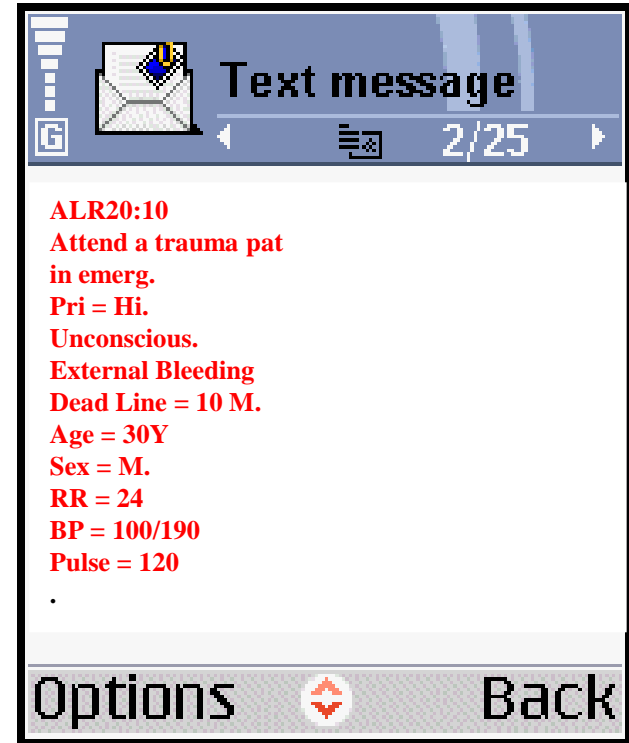 Text message
G
2/25
ALR20:10
Attend a trauma pat
in emerg.
Pri = Hi.
Unconscious.
External Bleeding
Dead Line = 10 M.
Age = 30Y
Sex = M.
RR = 24
BP = 100/190
Pulse = 120
.
Options Back